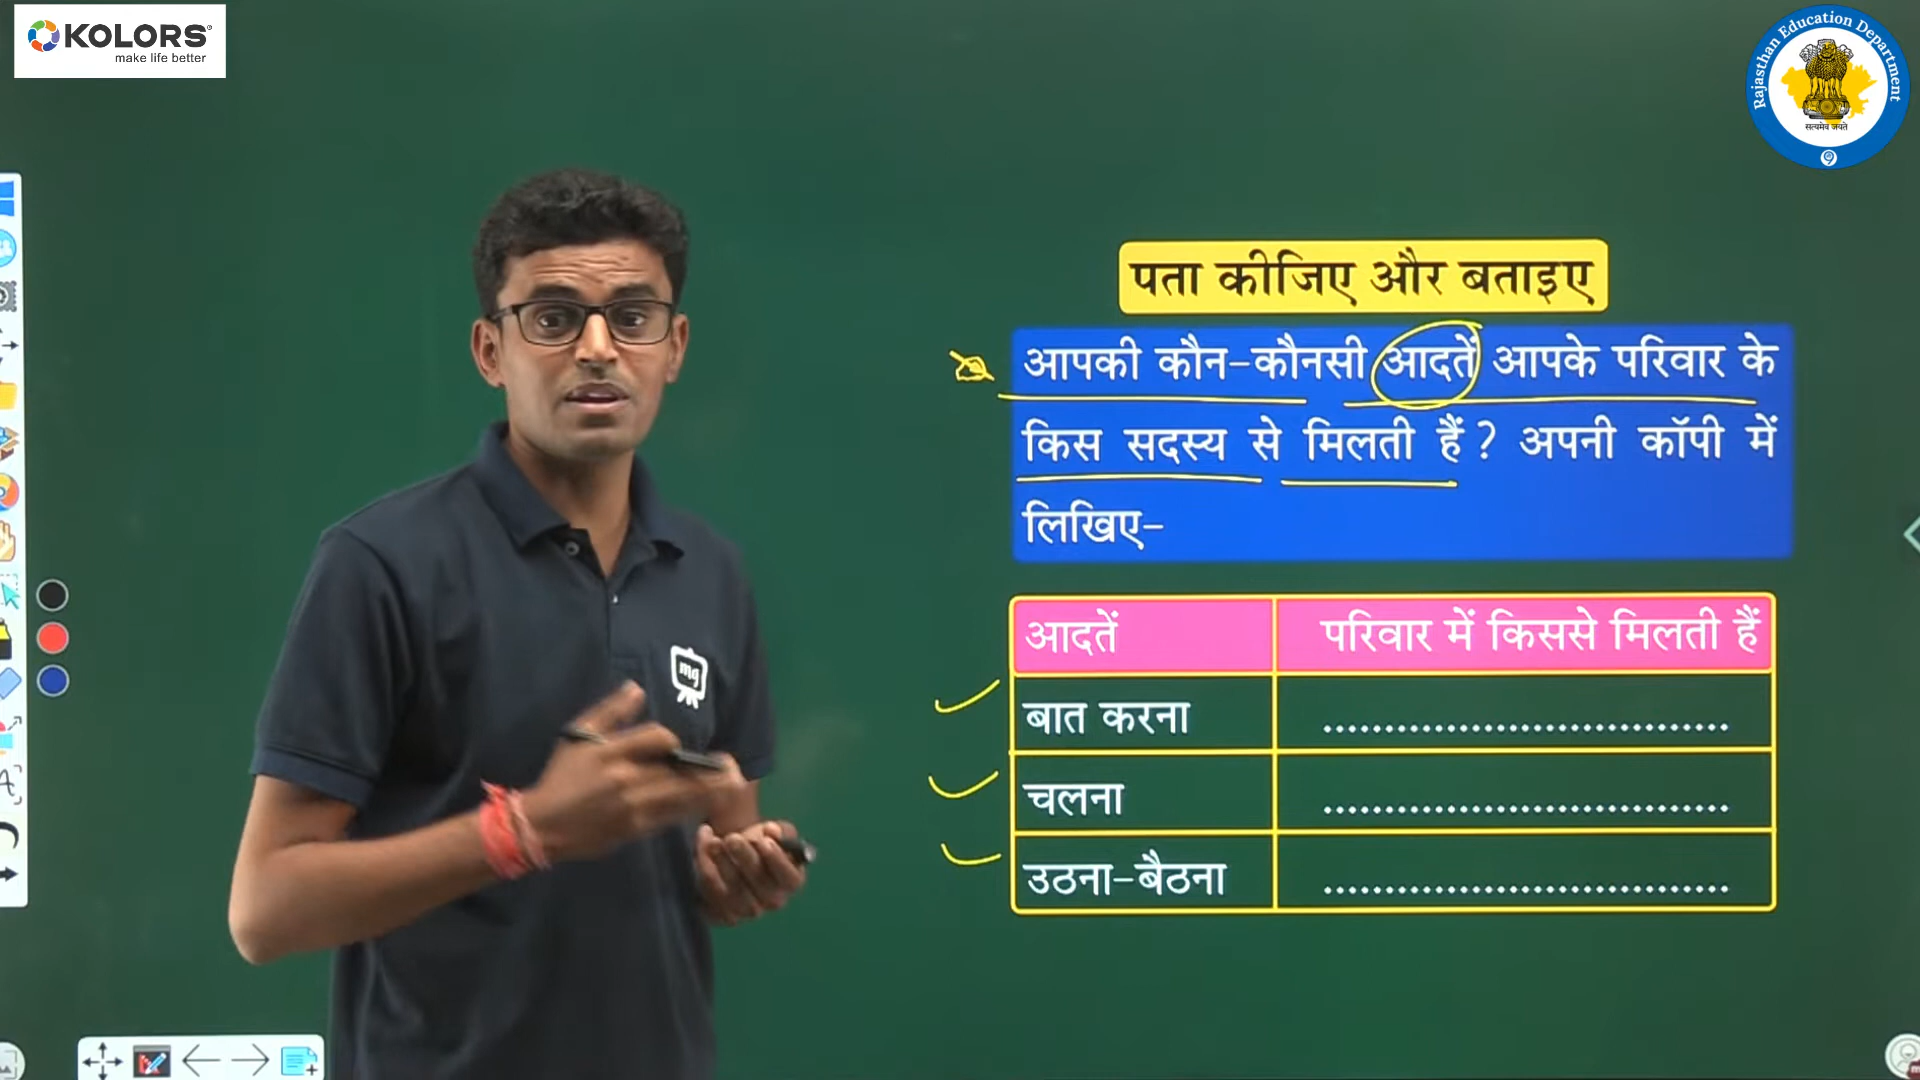 KOLORS
make life better
Rajasthan Education Department
सत्यमेव जयते
पता कीजिए और बताइए
आपकी कौन-कौनसी आदतें आपके परिवार के
किस सदस्य से मिलती हैं? अपनी कॉपी में
लिखिए-
आदतें परिवार में किससे मिलती हैं
बात करना .................................
चलना .................................
उठना-बैठना .................................
mg